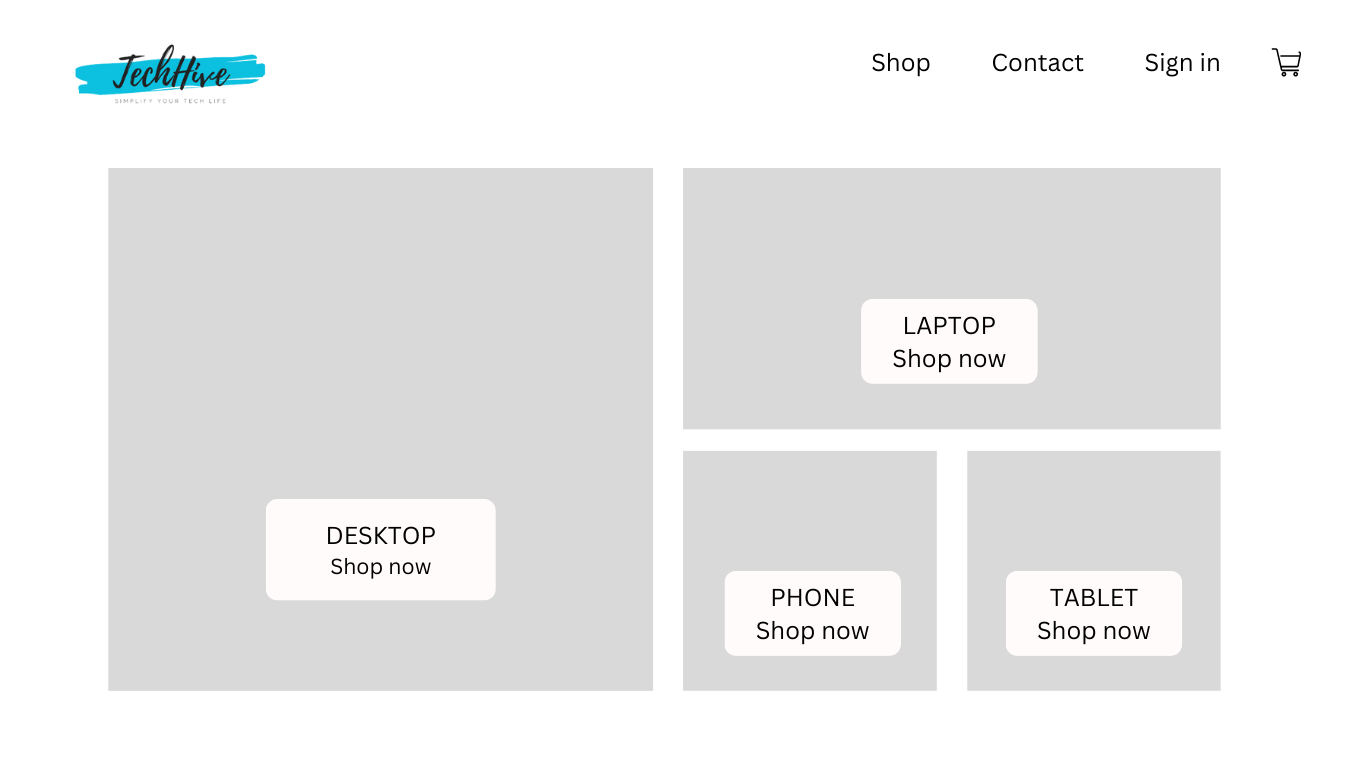 TechHive
SIMPLIFY YOUR TECH LIFE
Shop
Contact
Sign in
DESKTOP
Shop now
LAPTOP
Shop now
PHONE
Shop now
TABLET
Shop now